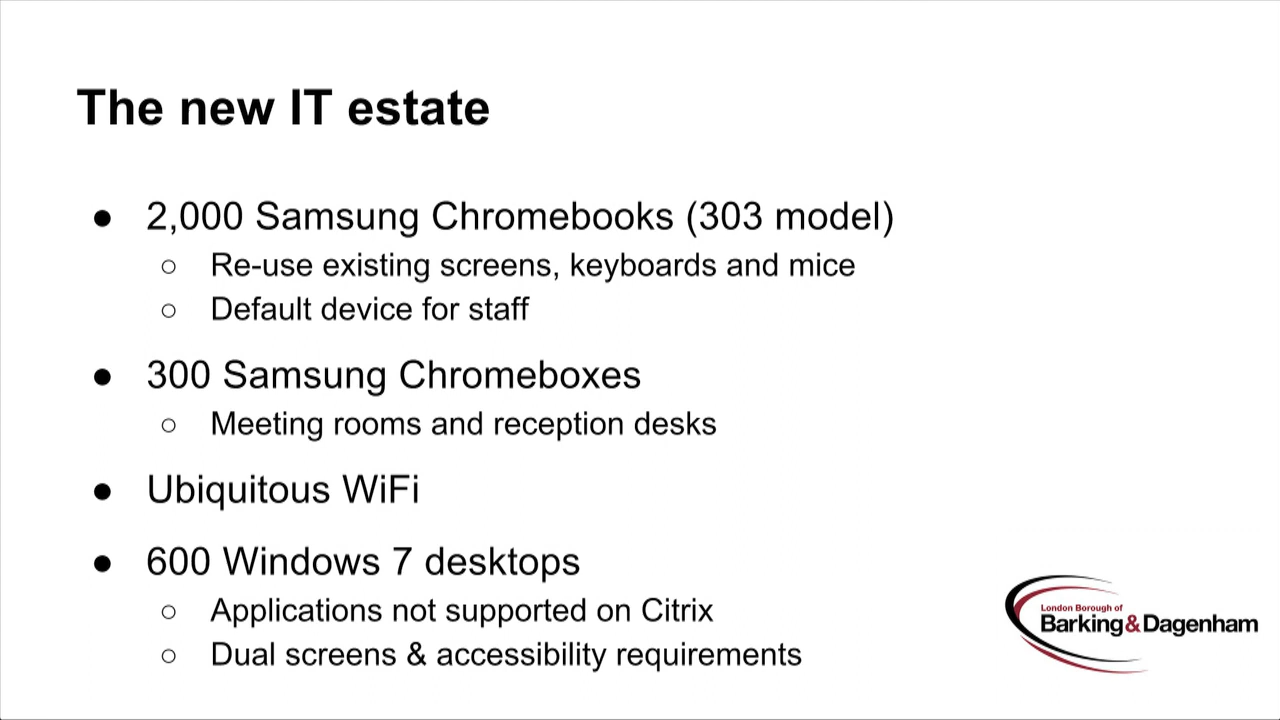 The new IT estate
● 2,000 Samsung Chromebooks (303 model)
○ Re-use existing screens, keyboards and mice
○ Default device for staff
● 300 Samsung Chromeboxes
○ Meeting rooms and reception desks
● Ubiquitous WiFi
● 600 Windows 7 desktops
○ Applications not supported on Citrix
○ Dual screens & accessibility requirements
London Borough of
Barking&Dagenham